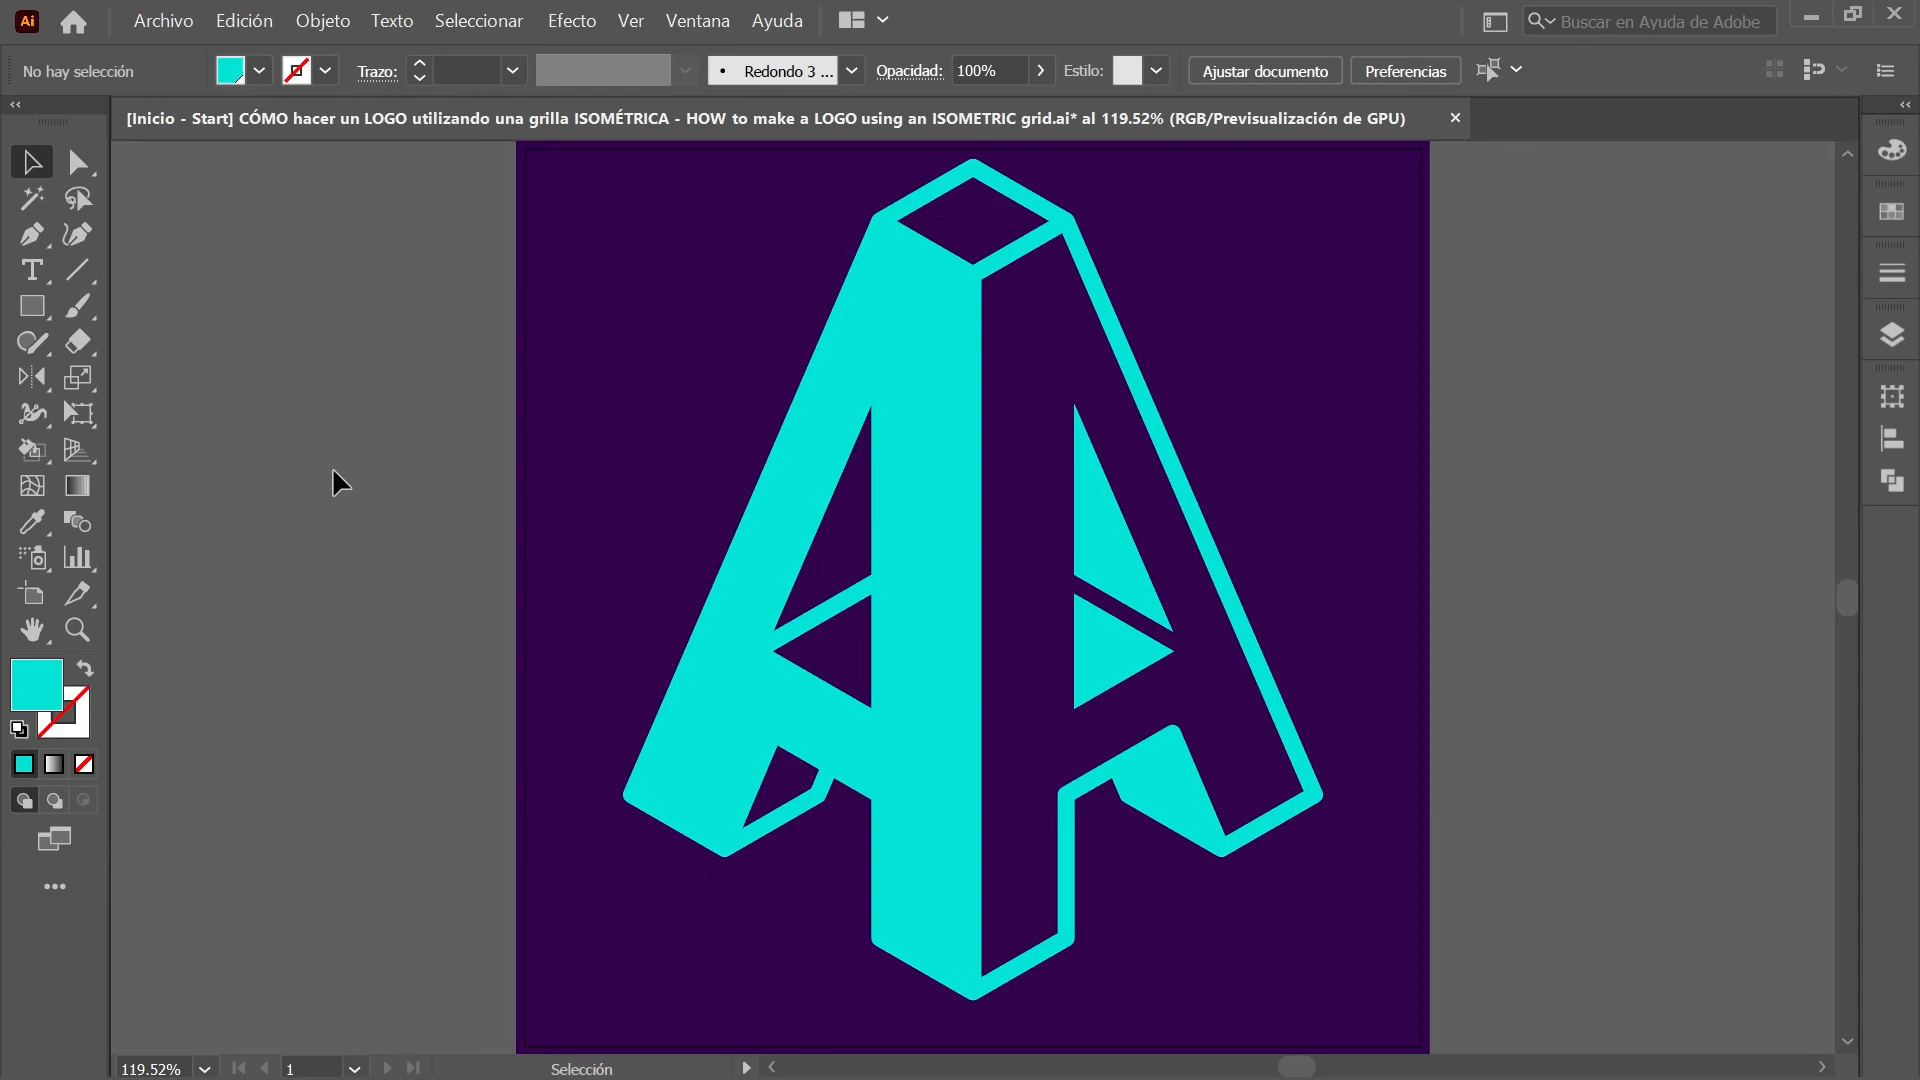 Ai Archivo Edición Objeto Texto Seleccionar Efecto Ver Ventana Ayuda Buscar en Ayuda de Adobe
No hay selección Trazo: Redondo 3 ... Opacidad: 100% Estilo: Ajustar documento Preferencias
[Inicio - Start] CÓMO hacer un LOGO utilizando una grilla ISOMÉTRICA - HOW to make a LOGO using an ISOMETRIC grid.ai* al 119.52% (RGB/Previsualización de GPU)
119.52% 1 Selección